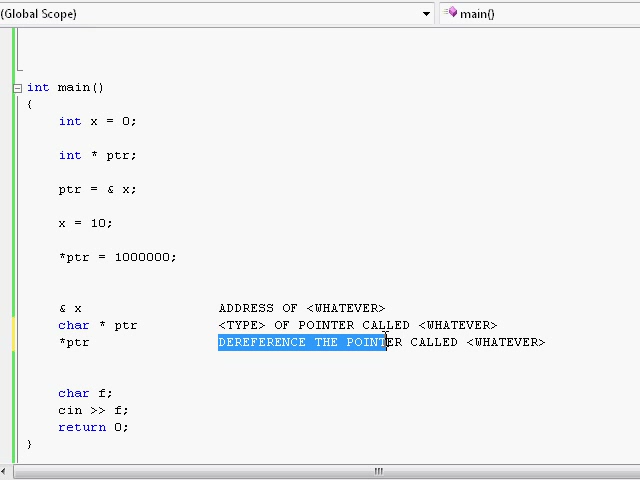 (Global Scope) main()
int main()
{
int x = 0;
int * ptr;
ptr = & x;
x = 10;
*ptr = 1000000;
& x ADDRESS OF <WHATEVER>
char * ptr <TYPE> OF POINTER CALLED <WHATEVER>
*ptr DEREFERENCE THE POINTER CALLED <WHATEVER>
char f;
cin >> f;
return 0;
}